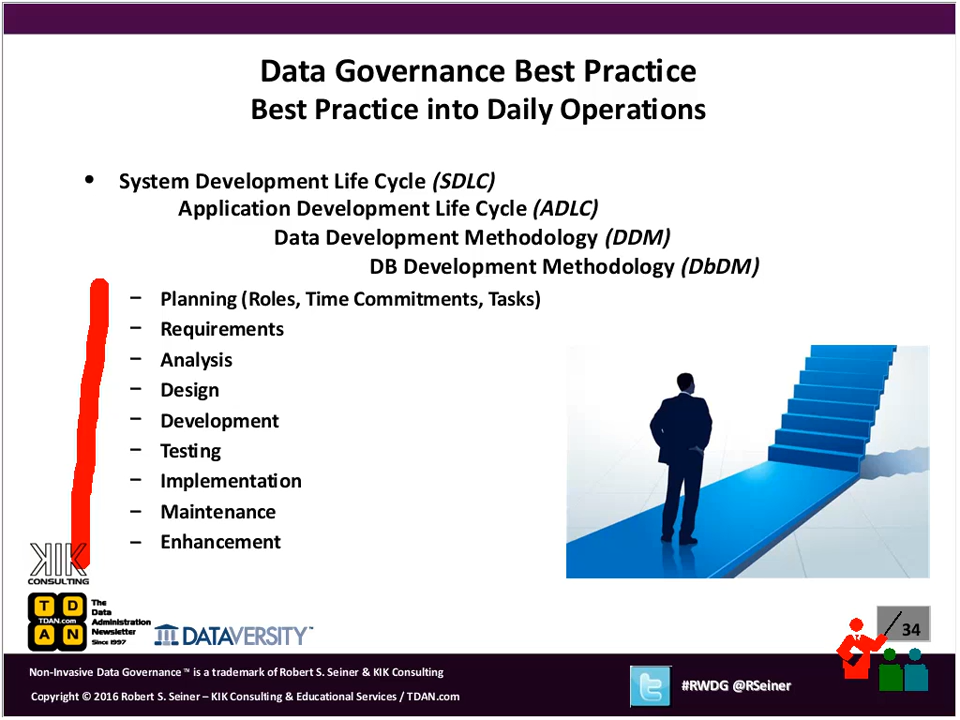 Data Governance Best Practice
Best Practice into Daily Operations
• System Development Life Cycle (SDLC)
Application Development Life Cycle (ADLC)
Data Development Methodology (DDM)
DB Development Methodology (DbDM)
– Planning (Roles, Time Commitments, Tasks)
– Requirements
– Analysis
– Design
– Development
– Testing
– Implementation
– Maintenance
– Enhancement
KIK
CONSULTING
T D
TDAN.com
A N
The
Data
Administration
Newsletter
Since 1997
DATAVERSITY™
34
Non-Invasive Data Governance™ is a trademark of Robert S. Seiner & KIK Consulting
Copyright © 2016 Robert S. Seiner – KIK Consulting & Educational Services / TDAN.com
#RWDG @RSeiner